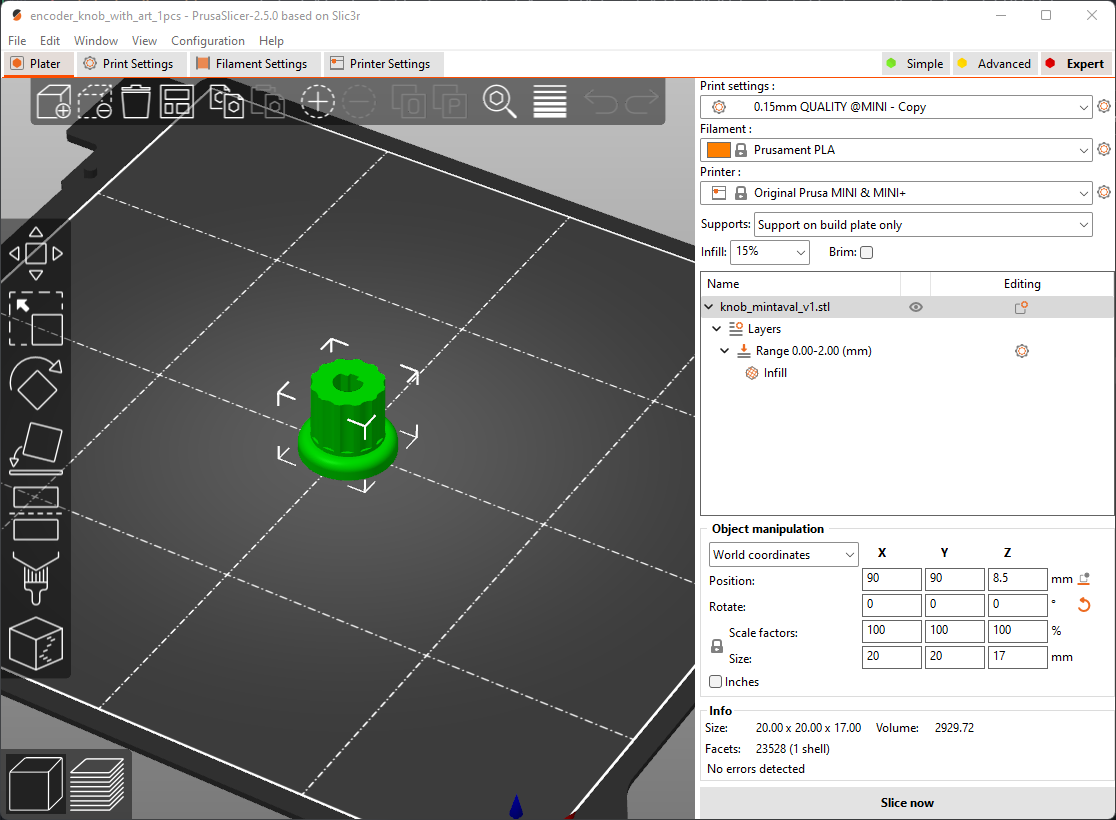 encoder_knob_with_art_1pcs - PrusaSlicer-2.5.0 based on Slic3r
File Edit Window View Configuration Help
Plater Print Settings Filament Settings Printer Settings Simple Advanced Expert
Print settings :
0.15mm QUALITY @MINI - Copy
Filament :
Prusament PLA
Printer :
Original Prusa MINI & MINI+
Supports: Support on build plate only
Infill: 15% Brim:
Name Editing
knob_mintaval_v1.stl
Layers
Range 0.00-2.00 (mm)
Infill
Object manipulation
World coordinates X Y Z
Position: 90 90 8.5 mm
Rotate: 0 0 0 °
Scale factors: 100 100 100 %
Size: 20 20 17 mm
Inches
Info
Size: 20.00 x 20.00 x 17.00 Volume: 2929.72
Facets: 23528 (1 shell)
No errors detected
Slice now